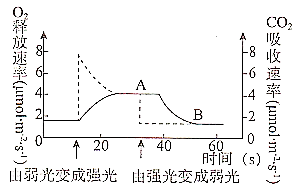 O₂ CO₂
释放速率(μmol·m⁻²·s⁻¹)
吸收速率(μmol·m⁻²·s⁻¹)
8 8
6 6
4 4
2 2
A
B
0 20 40 60
时间 (s)
由弱光变成强光 由强光变成弱光